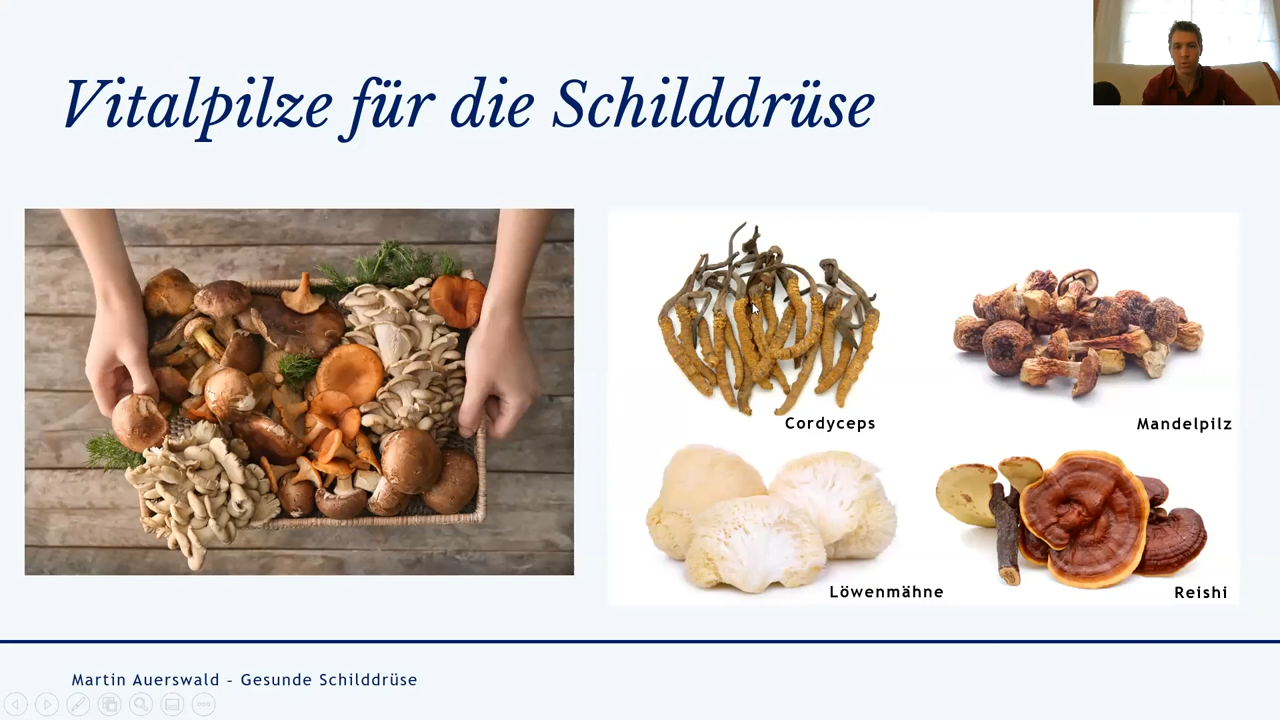 Vitalpilze für die Schilddrüse
Cordyceps
Mandelpilz
Löwenmähne
Reishi
Martin Auerswald – Gesunde Schilddrüse